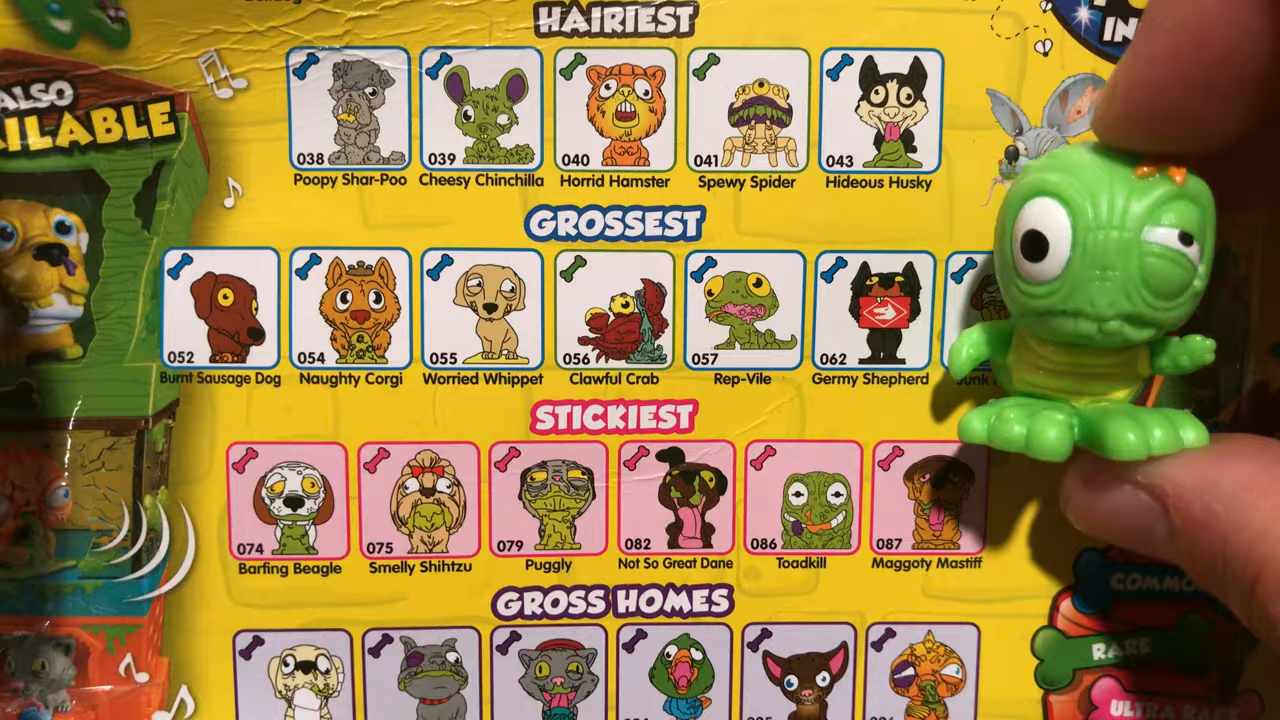 HAIRIEST
IN
ALSO
038 039 040 041 043
Poopy Shar-Poo Cheesy Chinchilla Horrid Hamster Spewy Spider Hideous Husky
GROSSEST
052 054 055 056 057 062
Burnt Sausage Dog Naughty Corgi Worried Whippet Clawful Crab Rep-Vile Germy Shepherd Junk
STICKIEST
074 075 079 082 086 087
Barfing Beagle Smelly Shihtzu Puggly Not So Great Dane Toadkill Maggoty Mastiff
GROSS HOMES
RARE
ULTRA RARE